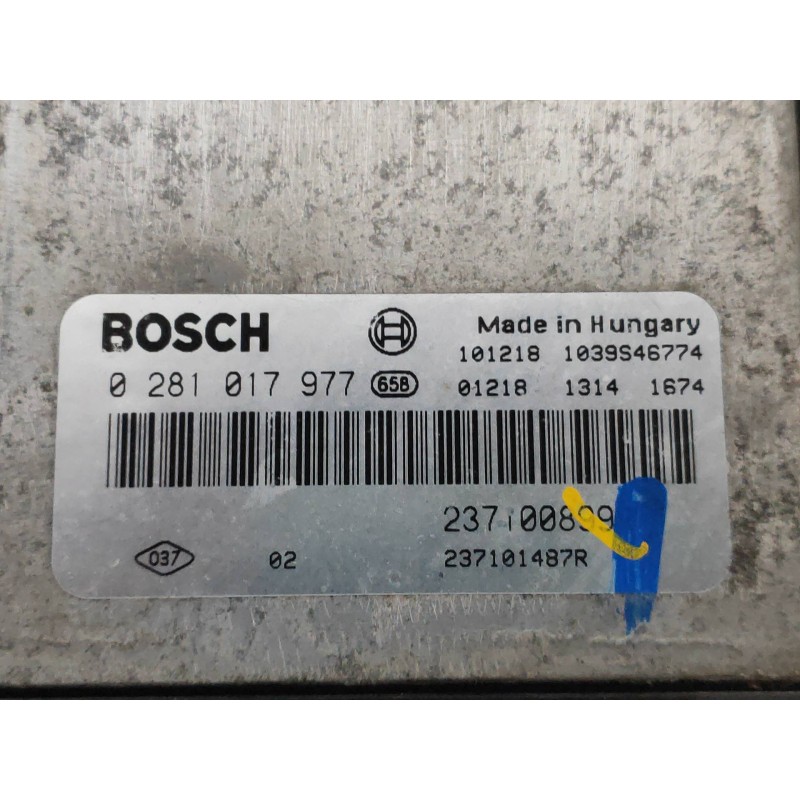 BOSCH Made in Hungary
101218 1039S46774
0 281 017 977 658 01218 1314 1674
037 02 237101487R